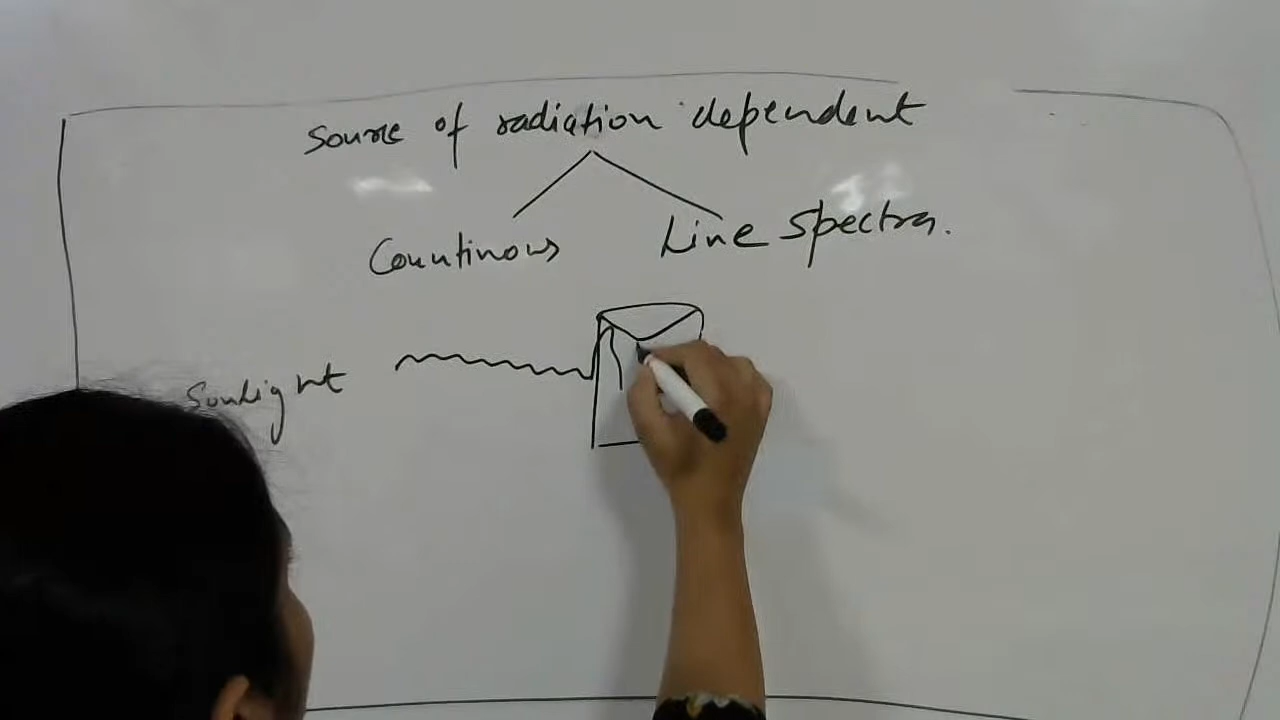 Source of radiation dependent
Countinous
Line Spectra.
Sunlight